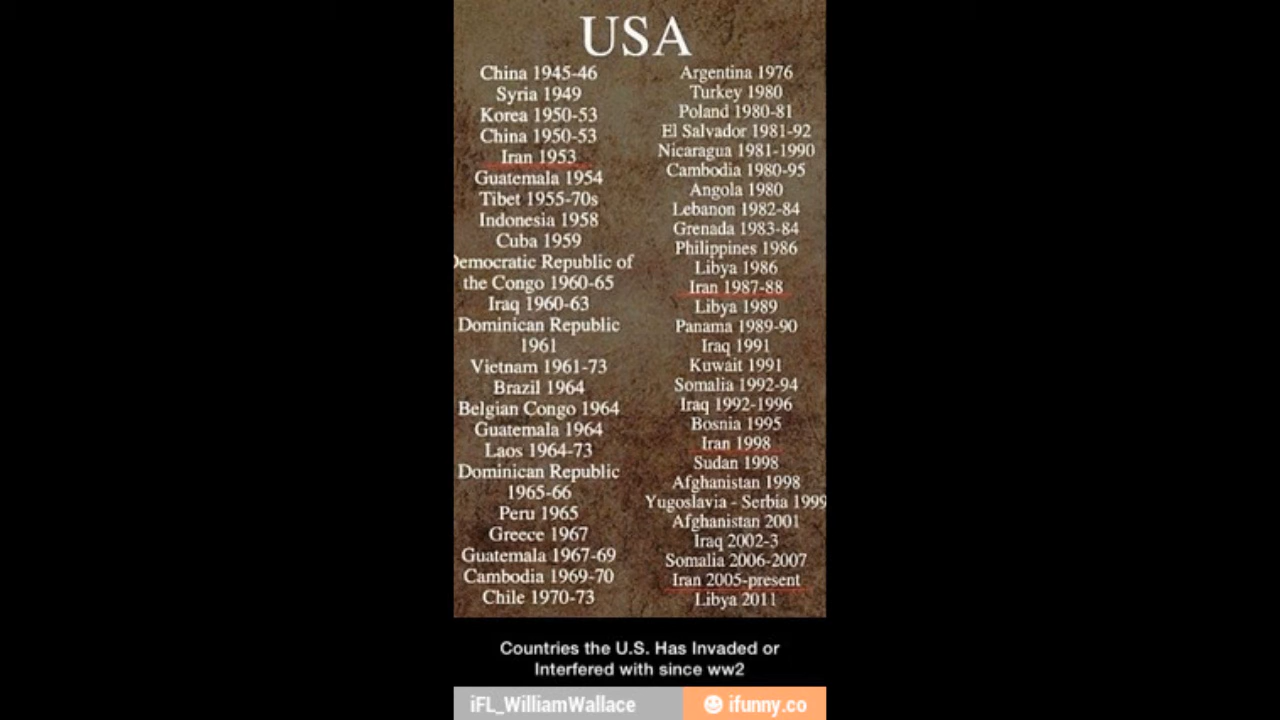 USA
China 1945-46
Syria 1949
Korea 1950-53
China 1950-53
Iran 1953
Guatemala 1954
Tibet 1955-70s
Indonesia 1958
Cuba 1959
Democratic Republic of
the Congo 1960-65
Iraq 1960-63
Dominican Republic
1961
Vietnam 1961-73
Brazil 1964
Belgian Congo 1964
Guatemala 1964
Laos 1964-73
Dominican Republic
1965-66
Peru 1965
Greece 1967
Guatemala 1967-69
Cambodia 1969-70
Chile 1970-73
Argentina 1976
Turkey 1980
Poland 1980-81
El Salvador 1981-92
Nicaragua 1981-1990
Cambodia 1980-95
Angola 1980
Lebanon 1982-84
Grenada 1983-84
Philippines 1986
Libya 1986
Iran 1987-88
Libya 1989
Panama 1989-90
Iraq 1991
Kuwait 1991
Somalia 1992-94
Iraq 1992-1996
Bosnia 1995
Iran 1998
Sudan 1998
Afghanistan 1998
Yugoslavia - Serbia 1999
Afghanistan 2001
Iraq 2002-3
Somalia 2006-2007
Iran 2005-present
Libya 2011
Countries the U.S. Has Invaded or
Interfered with since ww2
iFL_WilliamWallace
ifunny.co